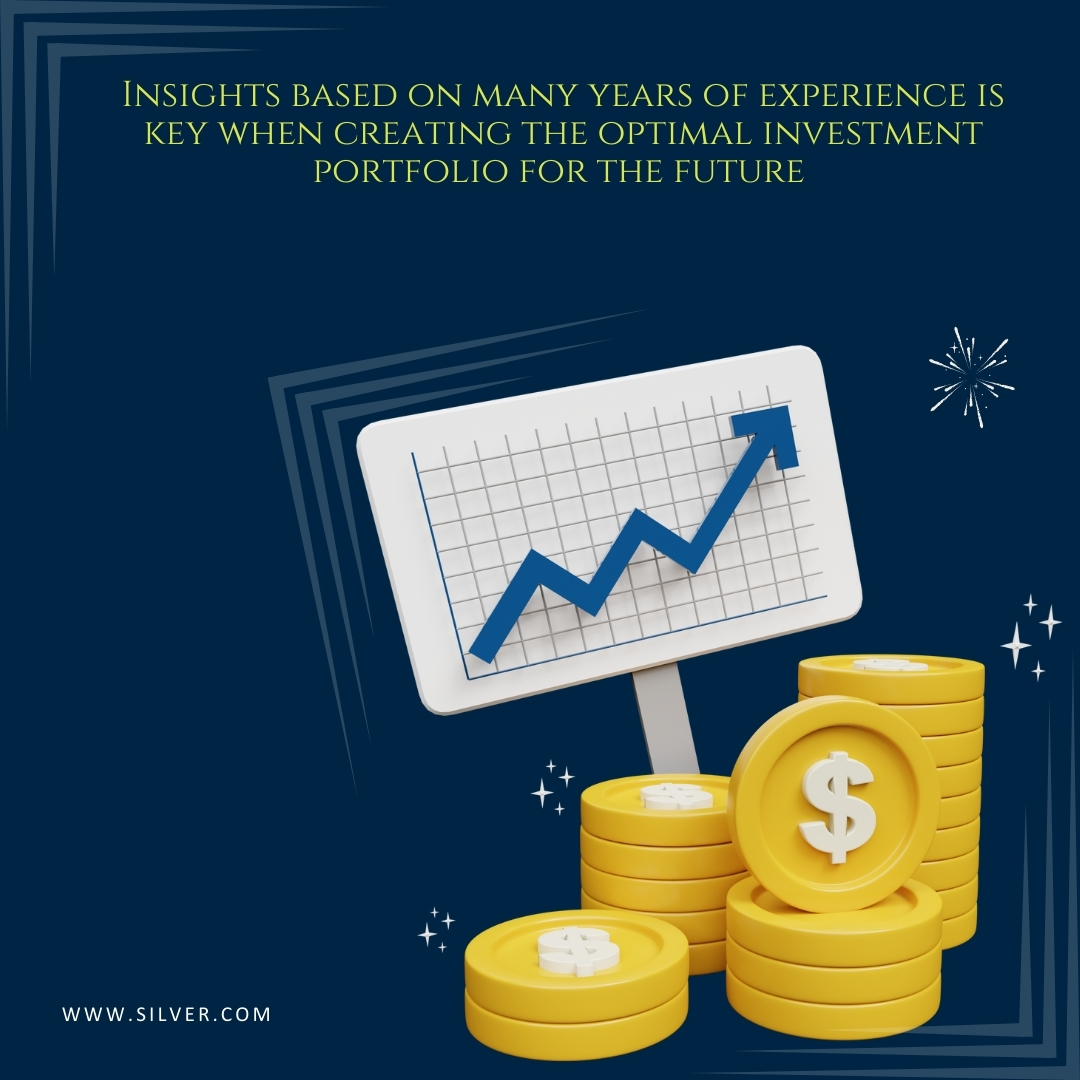 Insights based on many years of experience is
key when creating the optimal investment
portfolio for the future
$
$
$
$
$
www.silver.com